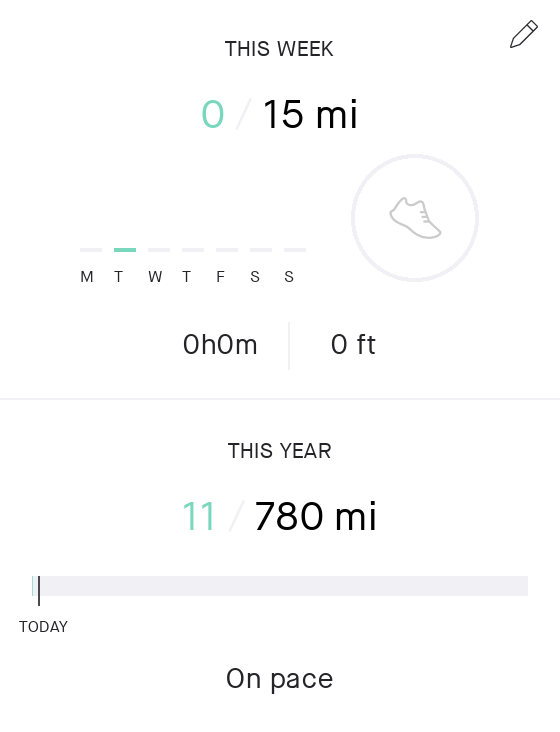 THIS WEEK
0 / 15 mi
M T W T F S S
0h0m 0 ft
THIS YEAR
11 / 780 mi
TODAY
On pace